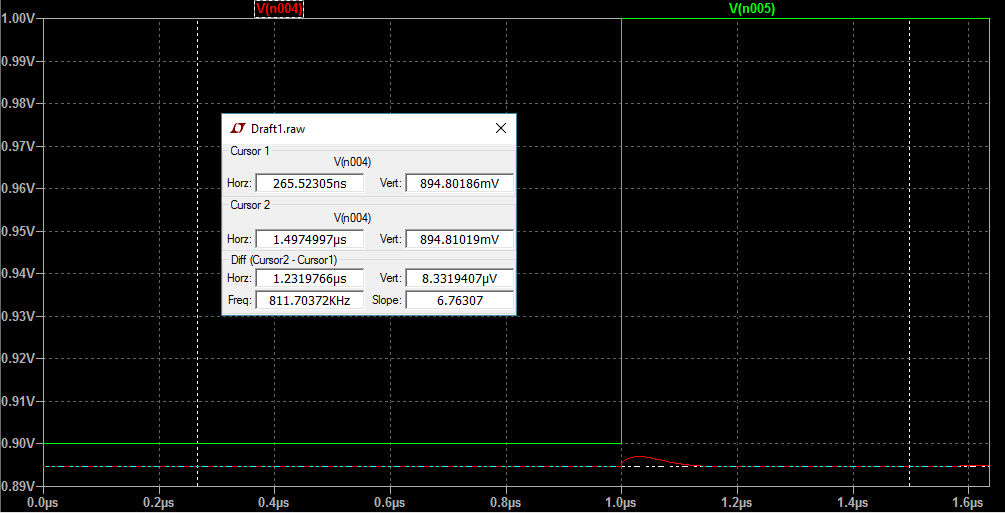 V(n004) V(n005)
1.00V
0.99V
0.98V
0.97V
0.96V
0.95V
0.94V
0.93V
0.92V
0.91V
0.90V
0.89V
Draft1.raw
Cursor 1
V(n004)
Horz: 265.52305ns Vert: 894.80186mV
Cursor 2
V(n004)
Horz: 1.4974997µs Vert: 894.81019mV
Diff (Cursor2 - Cursor1)
Horz: 1.2319766µs Vert: 8.3319407µV
Freq: 811.70372KHz Slope: 6.76307
0.0µs 0.2µs 0.4µs 0.6µs 0.8µs 1.0µs 1.2µs 1.4µs 1.6µs